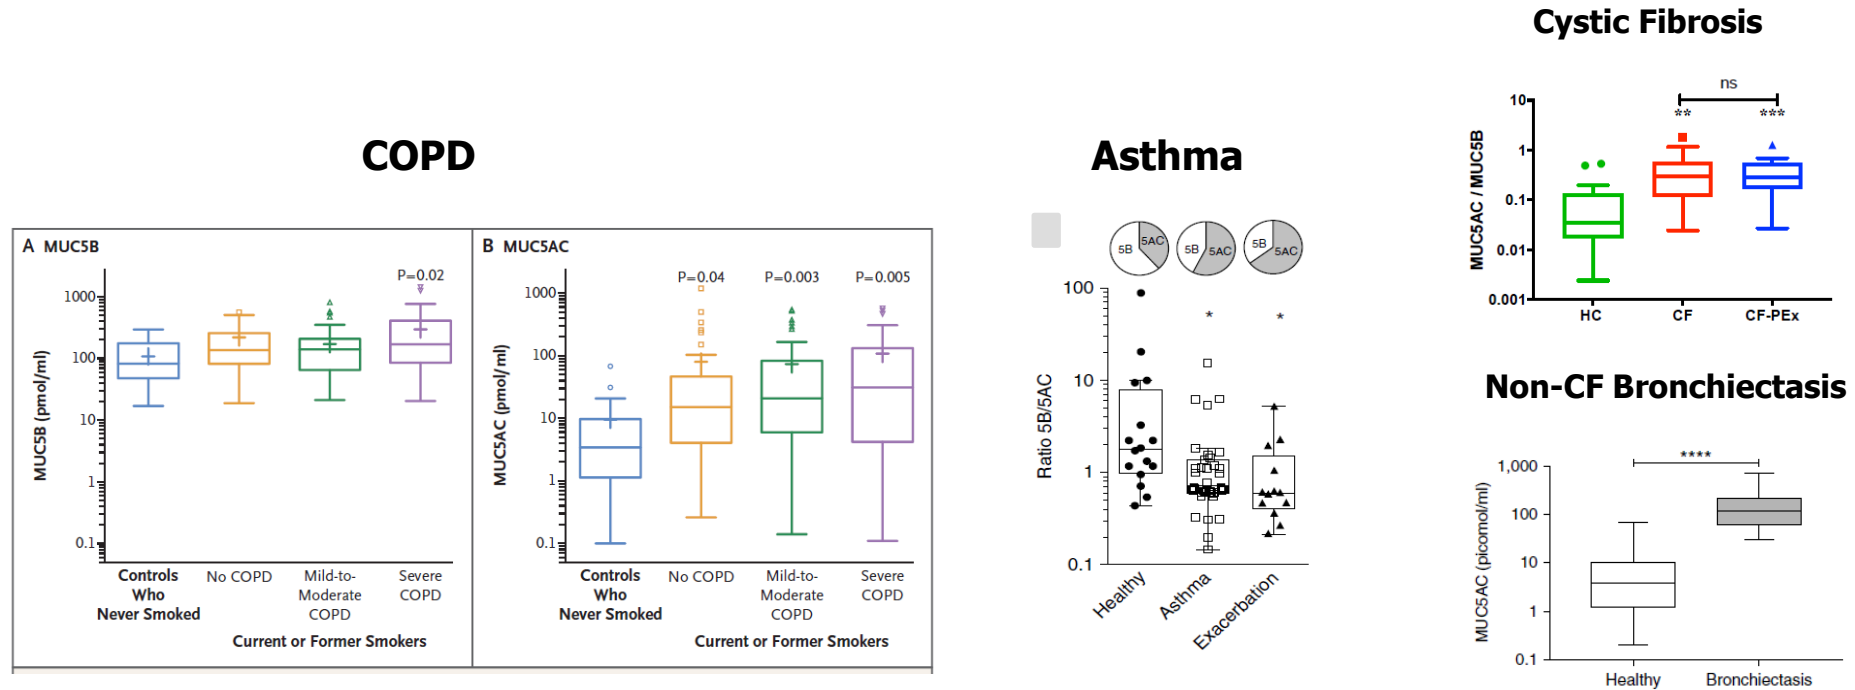 Cystic Fibrosis
COPD
Asthma
A MUC5B
P=0.02
1000
100
10
1
0.1
MUC5B (pmol/ml)
Controls Who Never Smoked
No COPD
Mild-to-Moderate COPD
Severe COPD
Current or Former Smokers
B MUC5AC
P=0.04
P=0.003
P=0.005
1000
100
10
1
0.1
MUC5AC (pmol/ml)
Controls Who Never Smoked
No COPD
Mild-to-Moderate COPD
Severe COPD
Current or Former Smokers
5B 5AC
5B 5AC
5B 5AC
100
10
1
0.1
* *
Ratio 5B/5AC
Healthy
Asthma
Exacerbation
ns
** ***
10
1
0.1
0.01
0.001
MUC5AC / MUC5B
HC CF CF-PEx
Non-CF Bronchiectasis
****
1,000
100
10
1
0.1
MUC5AC (picomol/ml)
Healthy Bronchiectasis